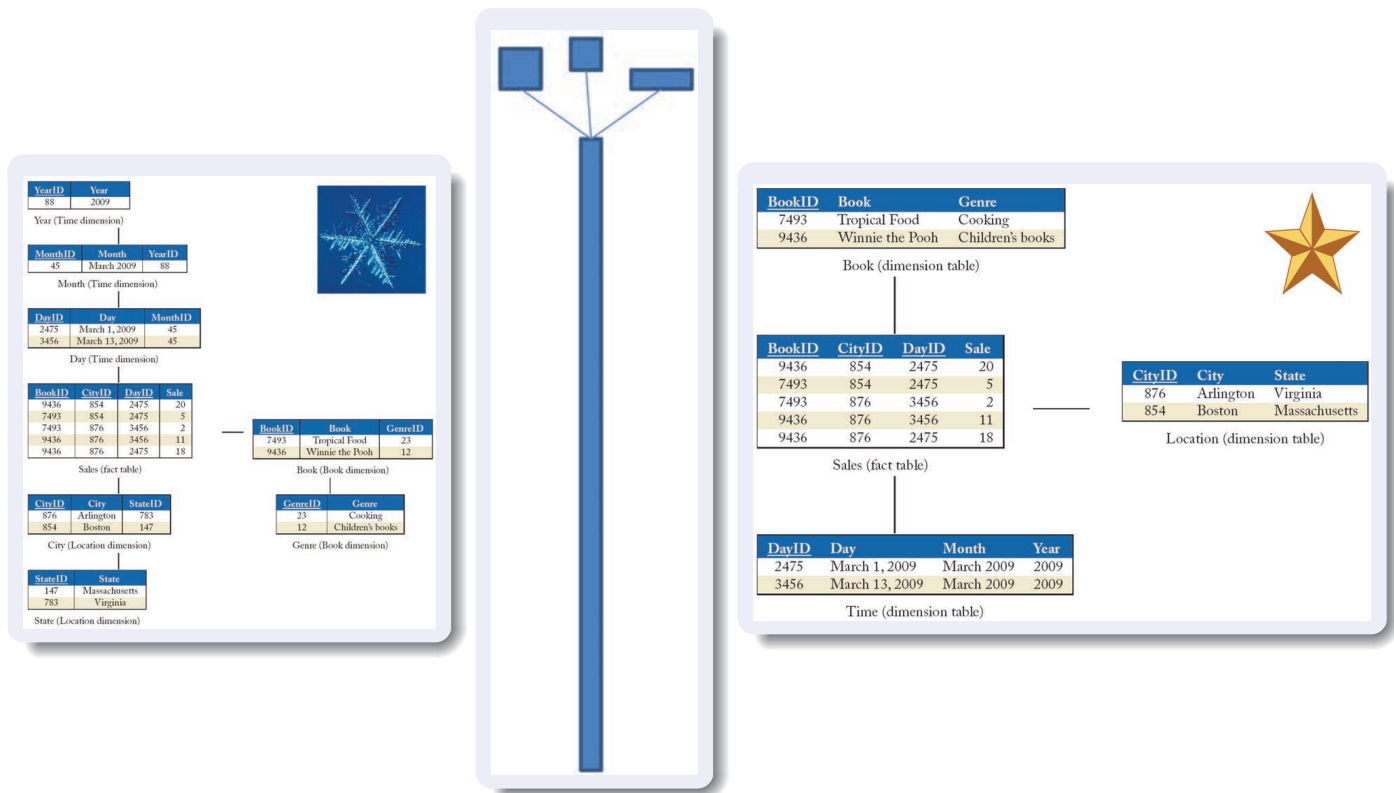 YearID Year
88 2009
Year (Time dimension)
MonthID Month YearID
45 March 2009 88
Month (Time dimension)
DayID Day MonthID
2475 March 1, 2009 45
3456 March 13, 2009 45
Day (Time dimension)
BookID CityID DayID Sale
9436 854 2475 20
7493 854 2475 5
7493 876 3456 2
9436 876 3456 11
9436 876 2475 18
Sales (fact table)
BookID Book GenreID
7493 Tropical Food 23
9436 Winnie the Pooh 12
Book (Book dimension)
GenreID Genre
23 Cooking
12 Children's books
Genre (Book dimension)
CityID City StateID
876 Arlington 783
854 Boston 147
City (Location dimension)
StateID State
147 Massachusetts
783 Virginia
State (Location dimension)
BookID Book Genre
7493 Tropical Food Cooking
9436 Winnie the Pooh Children's books
Book (dimension table)
BookID CityID DayID Sale
9436 854 2475 20
7493 854 2475 5
7493 876 3456 2
9436 876 3456 11
9436 876 2475 18
Sales (fact table)
CityID City State
876 Arlington Virginia
854 Boston Massachusetts
Location (dimension table)
DayID Day Month Year
2475 March 1, 2009 March 2009 2009
3456 March 13, 2009 March 2009 2009
Time (dimension table)